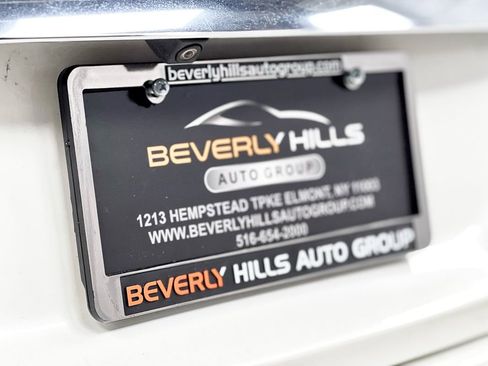 beverlyhillsautogroup.com
BEVERLY HILLS
AUTO GROUP
1213 HEMPSTEAD TPKE ELMONT, NY 11003
WWW.BEVERLYHILLSAUTOGROUP.COM
516-654-2000
BEVERLY HILLS AUTO GROUP